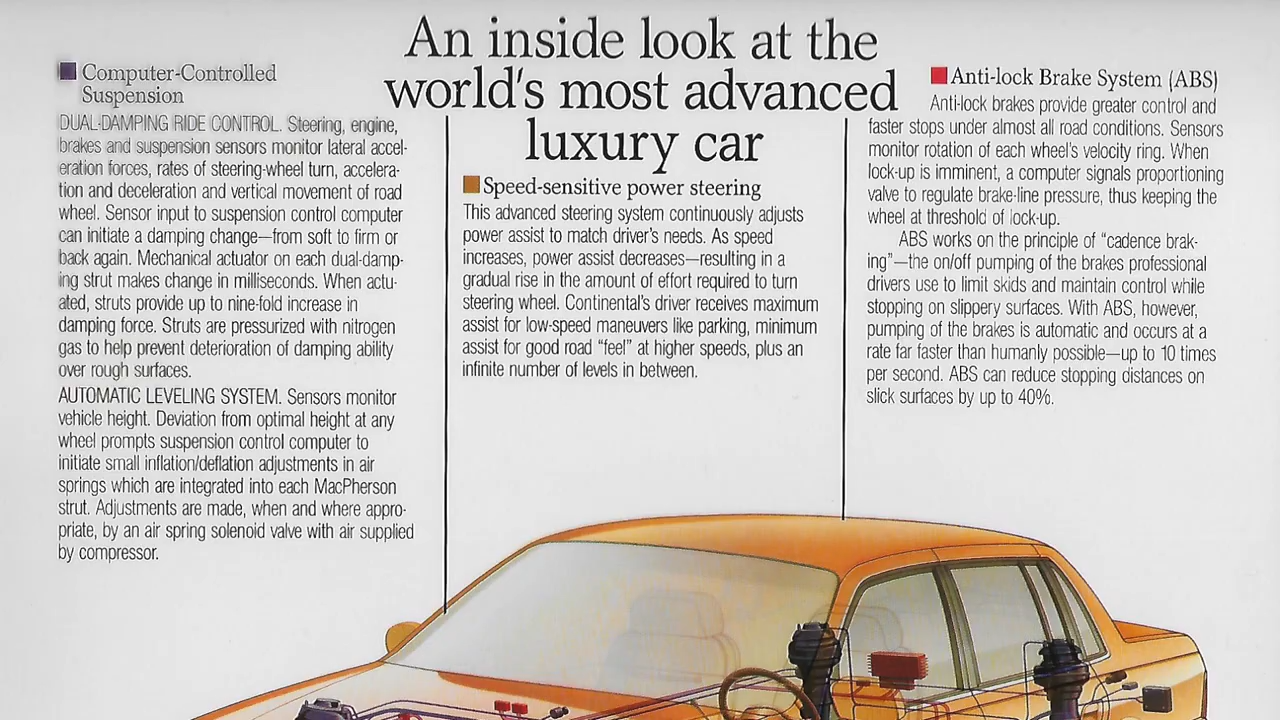 An inside look at the
world's most advanced
luxury car
Computer-Controlled
Suspension
DUAL-DAMPING RIDE CONTROL. Steering, engine,
brakes and suspension sensors monitor lateral accel-
eration forces, rates of steering-wheel turn, accelera-
tion and deceleration and vertical movement of road
wheel. Sensor input to suspension control computer
can initiate a damping change—from soft to firm or
back again. Mechanical actuator on each dual-damp-
ing strut makes change in milliseconds. When actu-
ated, struts provide up to nine-fold increase in
damping force. Struts are pressurized with nitrogen
gas to help prevent deterioration of damping ability
over rough surfaces.
AUTOMATIC LEVELING SYSTEM. Sensors monitor
vehicle height. Deviation from optimal height at any
wheel prompts suspension control computer to
initiate small inflation/deflation adjustments in air
springs which are integrated into each MacPherson
strut. Adjustments are made, when and where appro-
priate, by an air spring solenoid valve with air supplied
by compressor.
Speed-sensitive power steering
This advanced steering system continuously adjusts
power assist to match driver's needs. As speed
increases, power assist decreases—resulting in a
gradual rise in the amount of effort required to turn
steering wheel. Continental's driver receives maximum
assist for low-speed maneuvers like parking, minimum
assist for good road “feel” at higher speeds, plus an
infinite number of levels in between.
Anti-lock Brake System (ABS)
Anti-lock brakes provide greater control and
faster stops under almost all road conditions. Sensors
monitor rotation of each wheel's velocity ring. When
lock-up is imminent, a computer signals proportioning
valve to regulate brake-line pressure, thus keeping the
wheel at threshold of lock-up.
ABS works on the principle of “cadence brak-
ing”—the on/off pumping of the brakes professional
drivers use to limit skids and maintain control while
stopping on slippery surfaces. With ABS, however,
pumping of the brakes is automatic and occurs at a
rate far faster than humanly possible—up to 10 times
per second. ABS can reduce stopping distances on
slick surfaces by up to 40%.